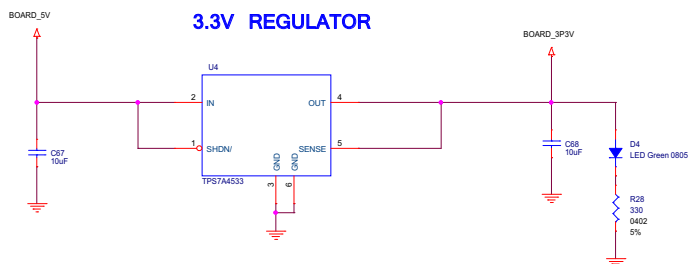 3.3V REGULATOR
BOARD_5V
BOARD_3P3V
U4
2
IN
OUT
4
1
SHDN/
SENSE
5
C67
10uF
GND
GND
3
6
TPS7A4533
C68
10uF
D4
LED Green 0805
R28
330
0402
5%